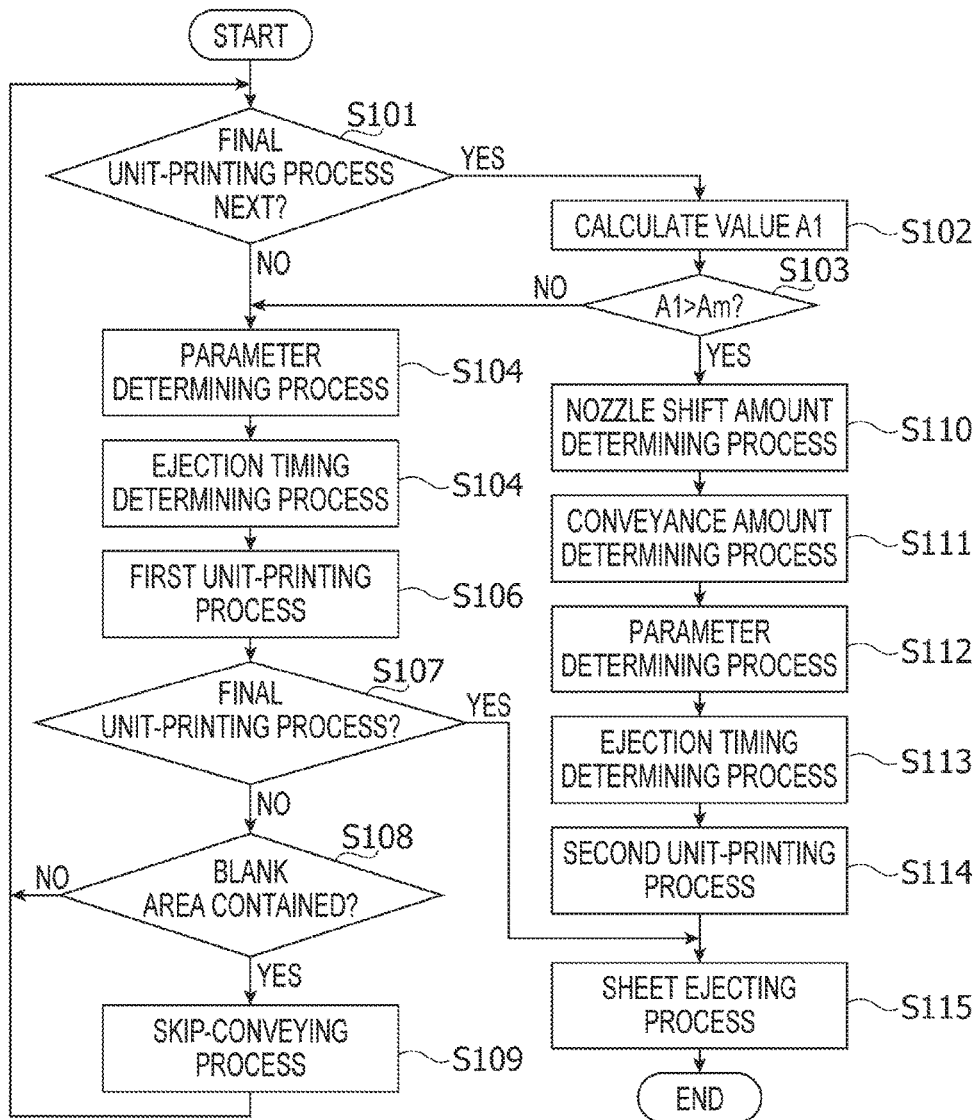 START
S101
FINAL
UNIT-PRINTING PROCESS
NEXT?
YES
NO
CALCULATE VALUE A1
S102
S103
A1>Am?
NO
YES
PARAMETER
DETERMINING PROCESS
S104
EJECTION TIMING
DETERMINING PROCESS
S104
FIRST UNIT-PRINTING
PROCESS
S106
S107
FINAL
UNIT-PRINTING PROCESS?
YES
NO
S108
BLANK
AREA CONTAINED?
NO
YES
SKIP-CONVEYING
PROCESS
S109
NOZZLE SHIFT AMOUNT
DETERMINING PROCESS
S110
CONVEYANCE AMOUNT
DETERMINING PROCESS
S111
PARAMETER
DETERMINING PROCESS
S112
EJECTION TIMING
DETERMINING PROCESS
S113
SECOND UNIT-PRINTING
PROCESS
S114
SHEET EJECTING
PROCESS
S115
END